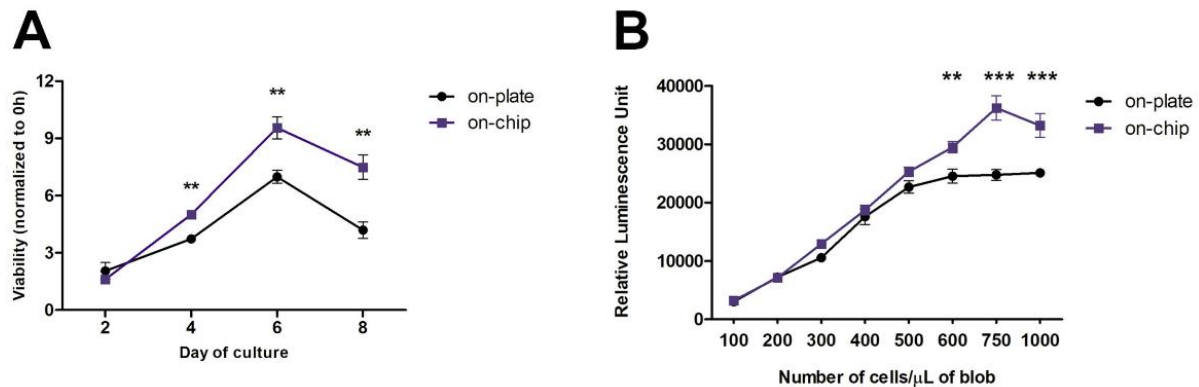 A
12
9
6
3
0
Viability (normalized to 0h)
**
**
**
2 4 6 8
Day of culture
on-plate
on-chip
B
40000
30000
20000
10000
0
Relative Luminescence Unit
** *** ***
100 200 300 400 500 600 750 1000
Number of cells/µL of blob
on-plate
on-chip